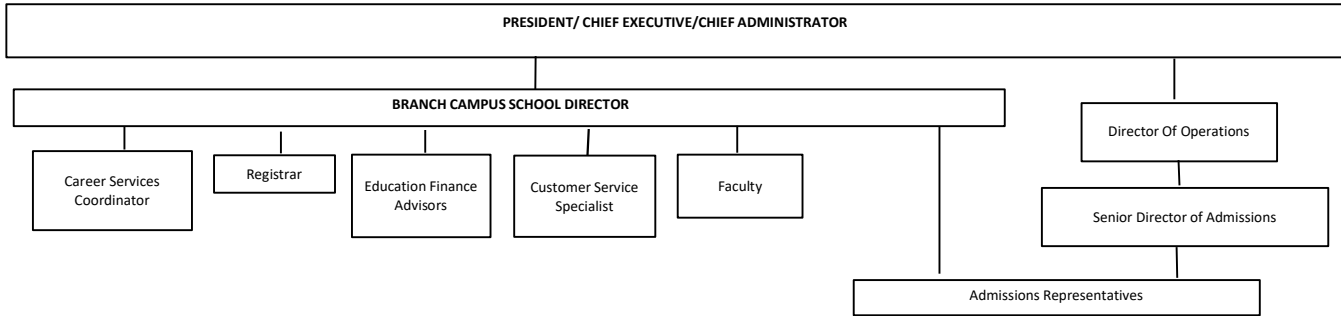 PRESIDENT/ CHIEF EXECUTIVE/CHIEF ADMINISTRATOR
BRANCH CAMPUS SCHOOL DIRECTOR
Director Of Operations
Career Services
Coordinator
Registrar
Education Finance
Advisors
Customer Service
Specialist
Faculty
Senior Director of Admissions
Admissions Representatives